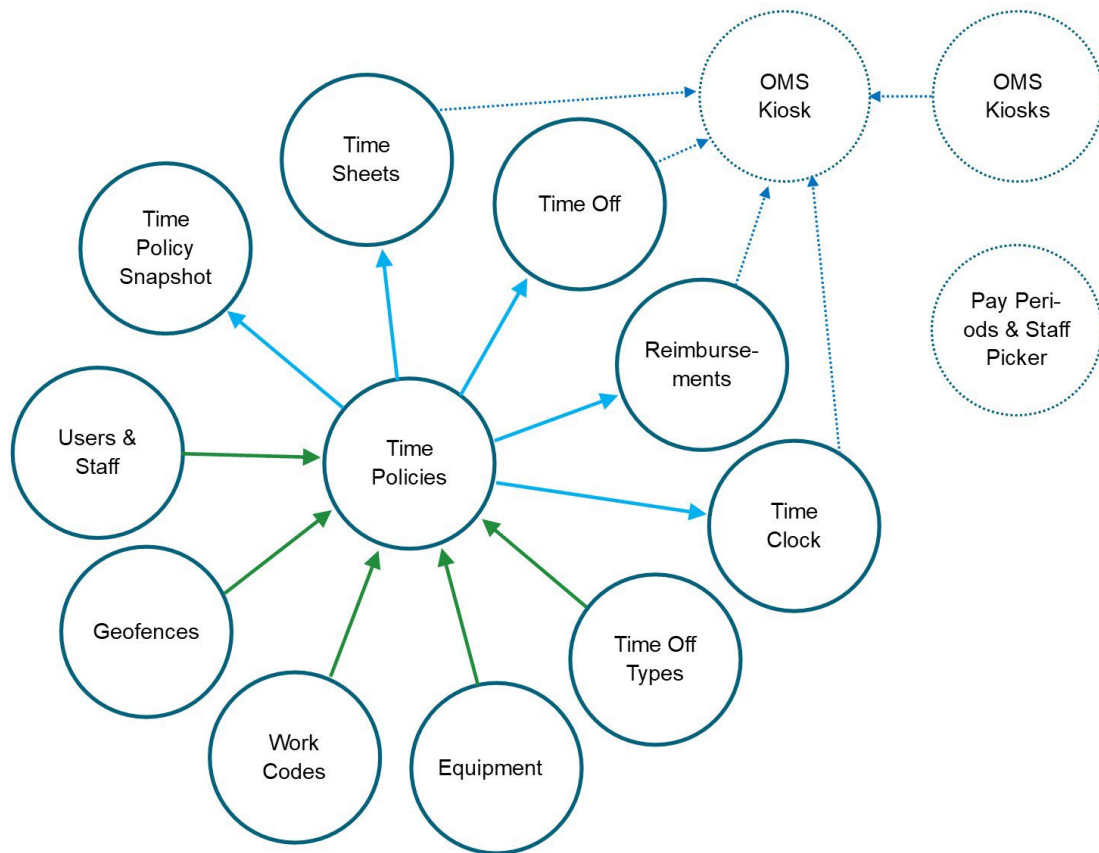 OMS
Kiosk
OMS
Kiosks
Time
Sheets
Time Off
Time
Policy
Snapshot
Pay Peri-
ods & Staff
Picker
Reimburse-
ments
Users &
Staff
Time
Policies
Time
Clock
Geofences
Time Off
Types
Work
Codes
Equipment